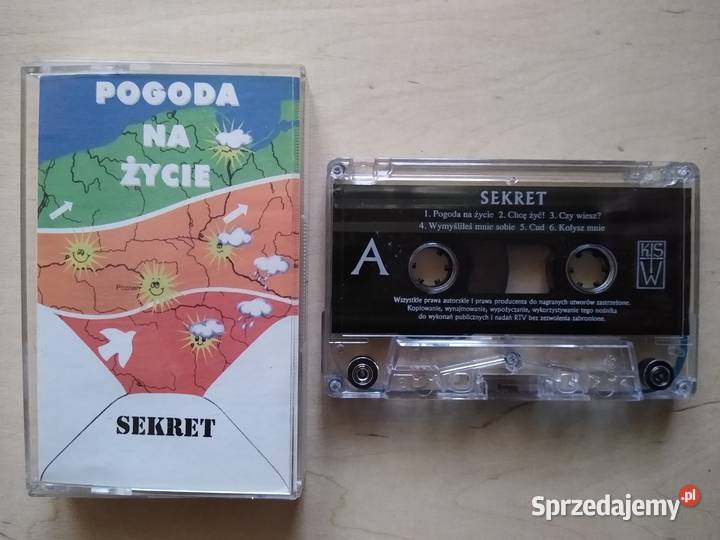 POGODA
NA
ŻYCIE
Poznań
SEKRET
SEKRET
1. Pogoda na życie 2. Chcę żyć! 3. Czy wiesz?
4. Wymyśliłeś mnie sobie 5. Cud 6. Kołysz mnie
A
KSW
Wszystkie prawa autorskie i prawa producenta do nagranych utworów zastrzeżone.
Kopiowanie, wynajmowanie, wypożyczanie, wykorzystywanie tego nośnika
do wykonań publicznych i nadań RTV bez zezwolenia zabronione.
Sprzedajemy.pl